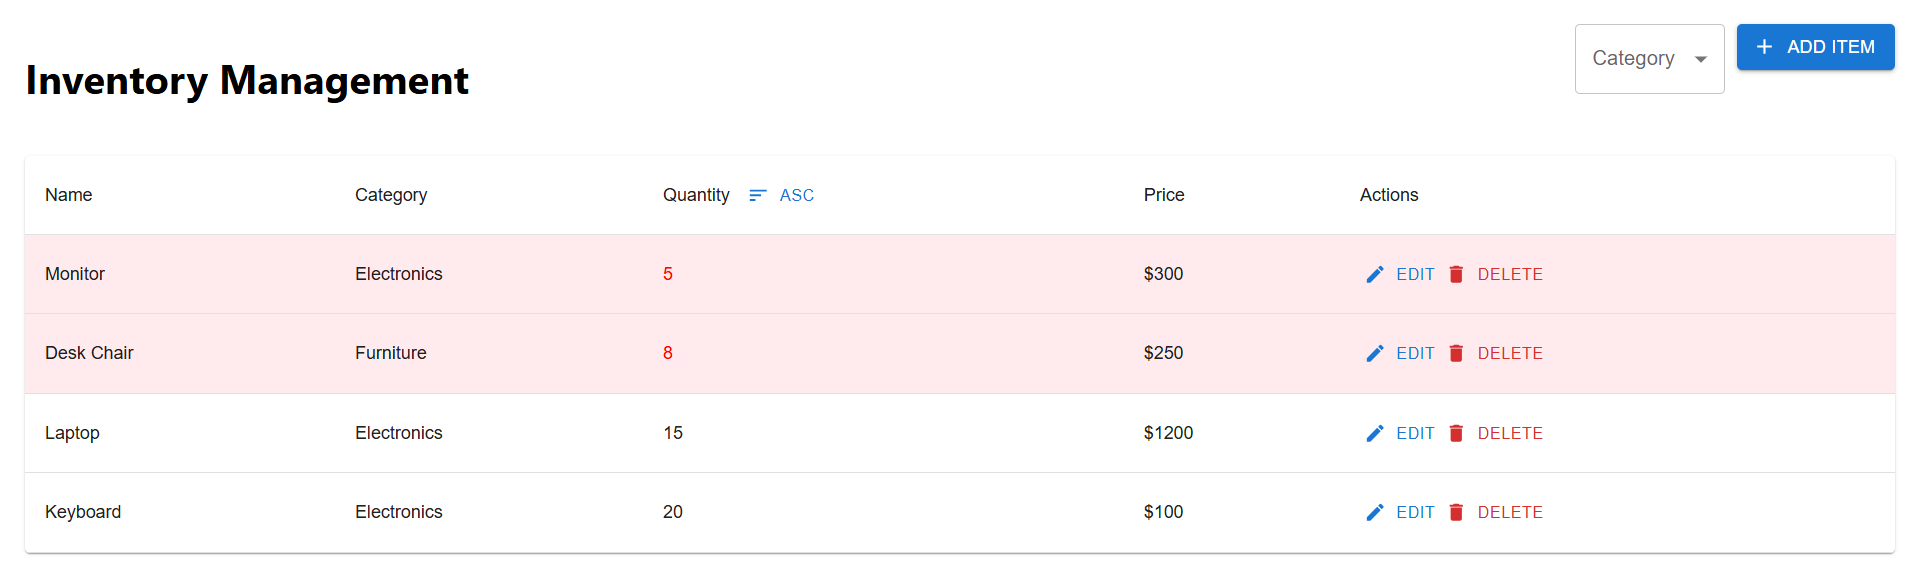 Inventory Management
Category
ADD ITEM
Name Category Quantity ASC Price Actions
Monitor Electronics 5 $300 EDIT DELETE
Desk Chair Furniture 8 $250 EDIT DELETE
Laptop Electronics 15 $1200 EDIT DELETE
Keyboard Electronics 20 $100 EDIT DELETE